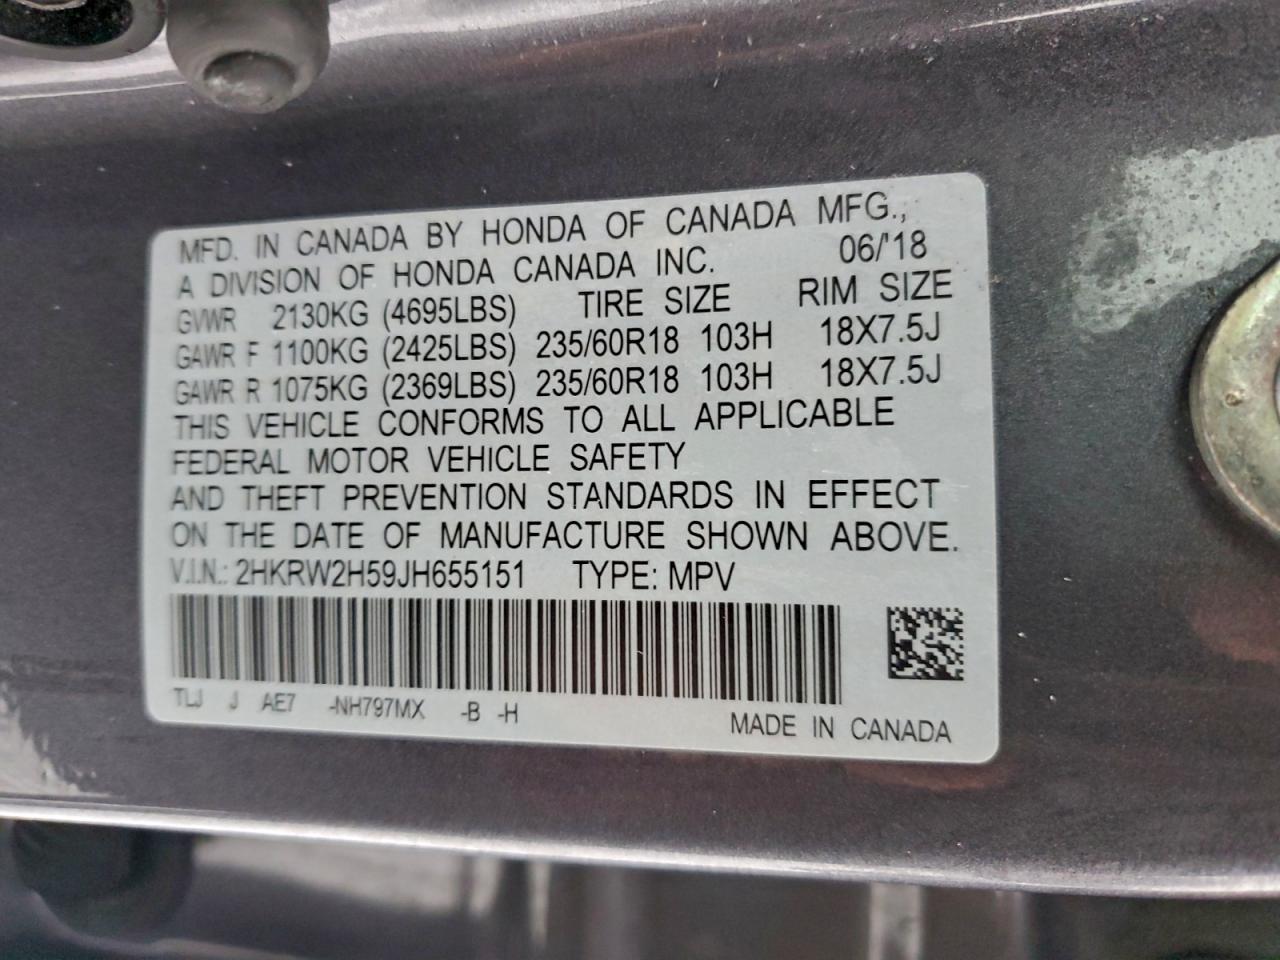 MFD. IN CANADA BY HONDA OF CANADA MFG.,
A DIVISION OF HONDA CANADA INC. 06/'18
GVWR 2130KG (4695LBS) TIRE SIZE RIM SIZE
GAWR F 1100KG (2425LBS) 235/60R18 103H 18X7.5J
GAWR R 1075KG (2369LBS) 235/60R18 103H 18X7.5J
THIS VEHICLE CONFORMS TO ALL APPLICABLE
FEDERAL MOTOR VEHICLE SAFETY
AND THEFT PREVENTION STANDARDS IN EFFECT
ON THE DATE OF MANUFACTURE SHOWN ABOVE.
V.I.N.: 2HKRW2H59JH655151 TYPE: MPV
TLJ J AE7 -NH797MX -B -H
MADE IN CANADA